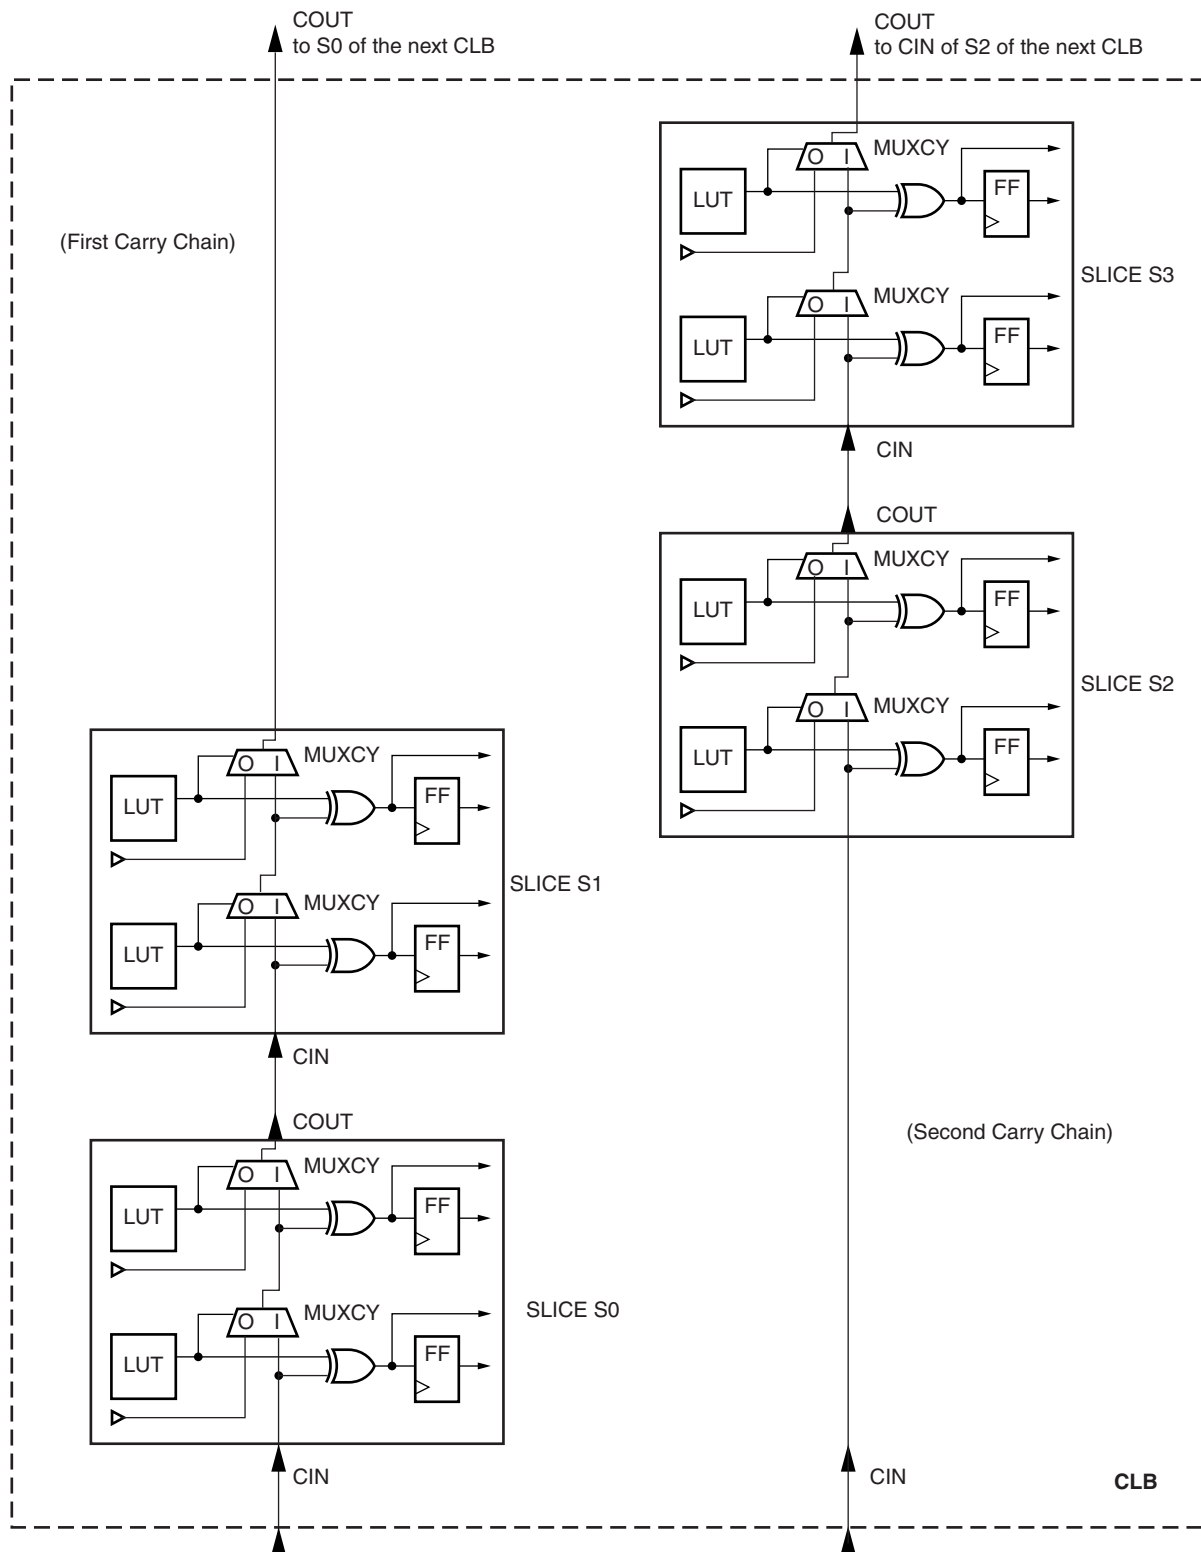 COUT
to S0 of the next CLB
COUT
to CIN of S2 of the next CLB
(First Carry Chain)
O I MUXCY
LUT
FF
SLICE S3
O I MUXCY
LUT
FF
CIN
COUT
O I MUXCY
LUT
FF
SLICE S2
O I MUXCY
LUT
FF
O I MUXCY
LUT
FF
SLICE S1
O I MUXCY
LUT
FF
CIN
COUT
(Second Carry Chain)
O I MUXCY
LUT
FF
SLICE S0
O I MUXCY
LUT
FF
CIN
CIN
CLB